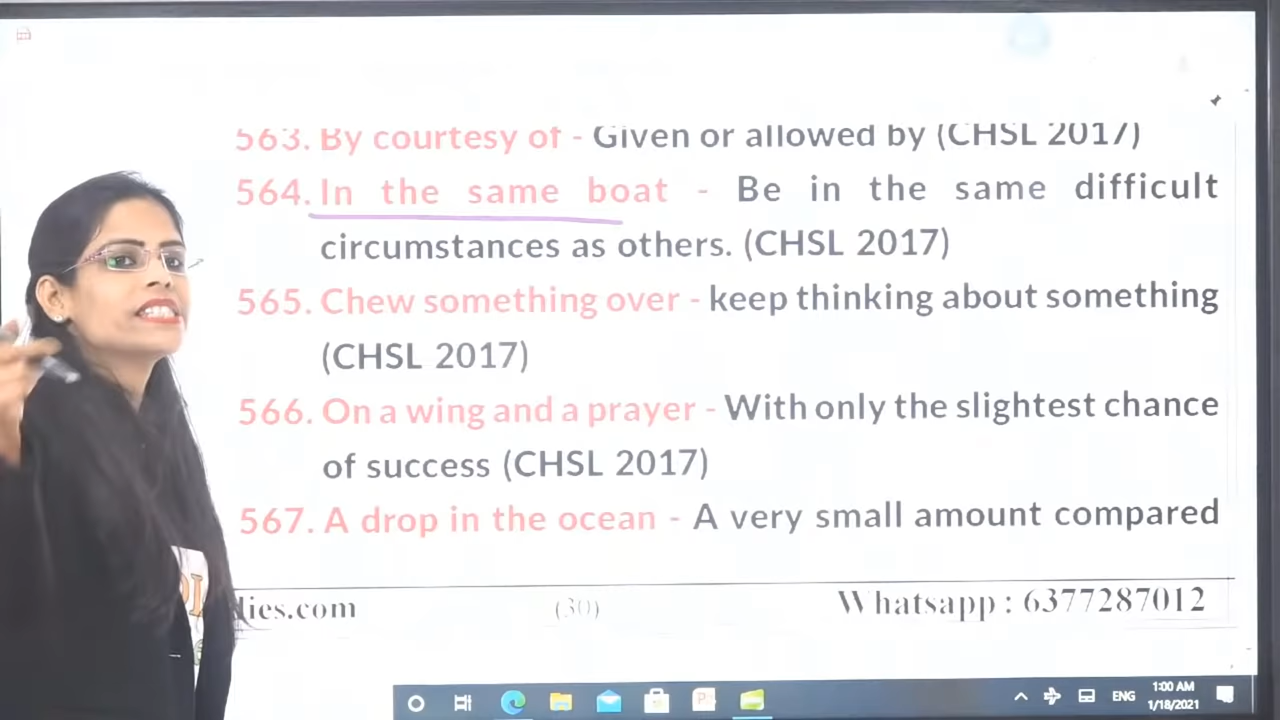 563. By courtesy of - Given or allowed by (CHSL 2017)
564. In the same boat - Be in the same difficult
circumstances as others. (CHSL 2017)
565. Chew something over - keep thinking about something
(CHSL 2017)
566. On a wing and a prayer - With only the slightest chance
of success (CHSL 2017)
567. A drop in the ocean - A very small amount compared
dies.com (30) Whatsapp : 6377287012
ENG 1:00 AM
1/18/2021